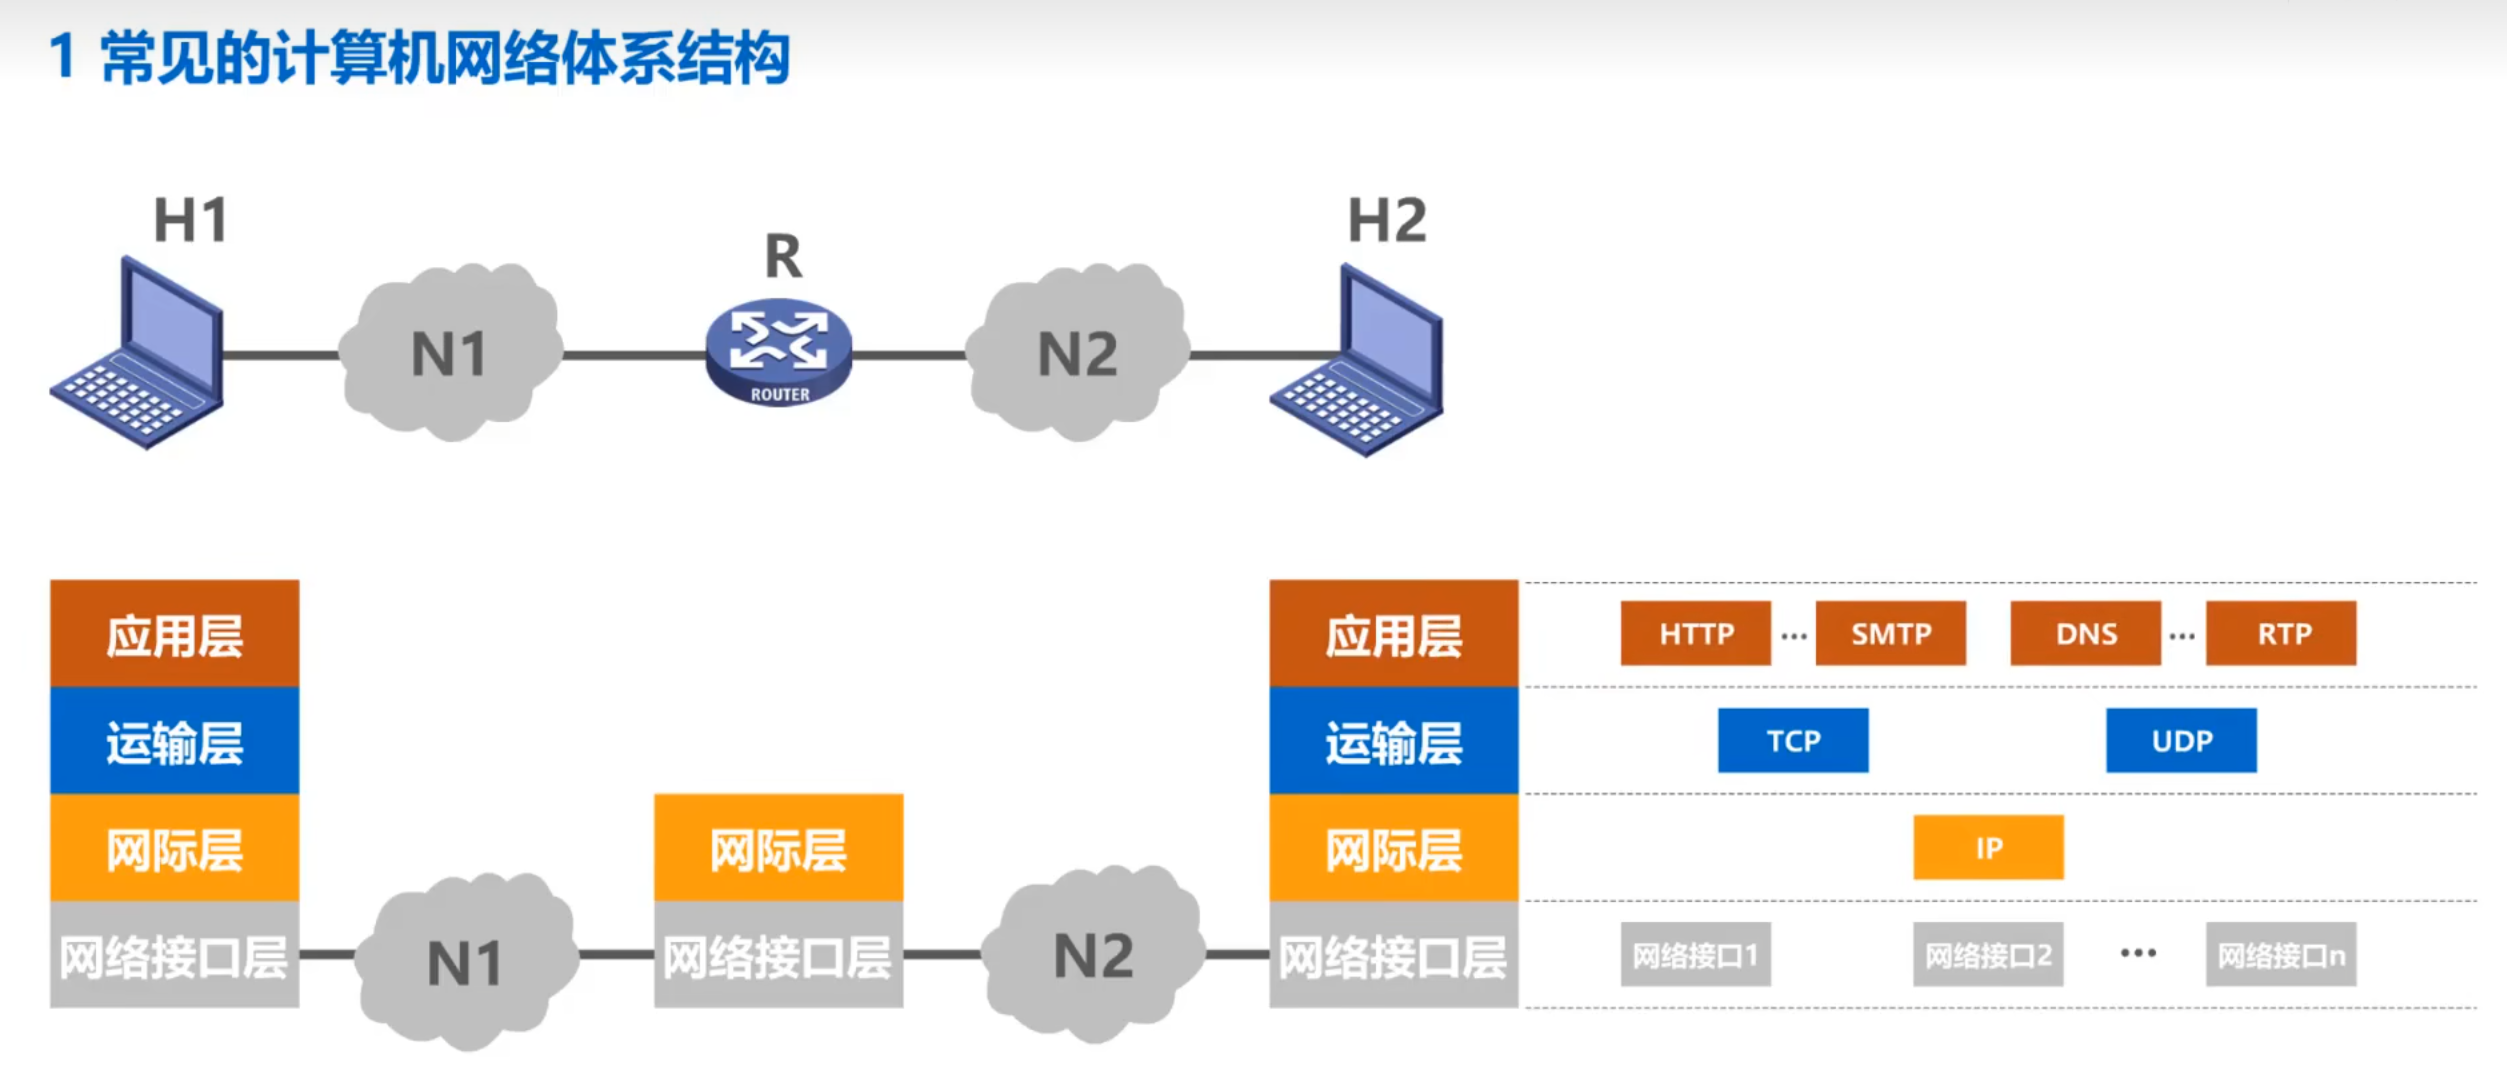 1 常见的计算机网络体系结构
H1
R
H2
N1
ROUTER
N2
应用层
运输层
网际层
网络接口层
N1
网际层
网络接口层
N2
应用层
运输层
网际层
网络接口层
HTTP ... SMTP DNS ... RTP
TCP UDP
IP
网络接口1 网络接口2 ... 网络接口n